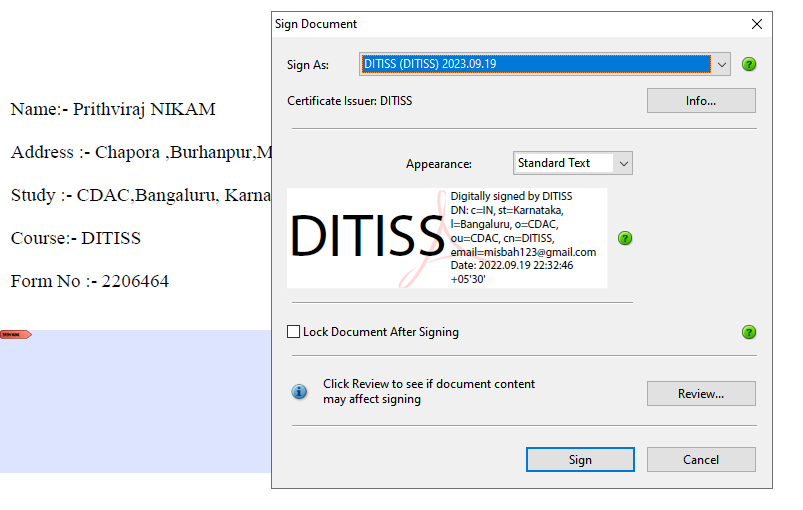 Sign Document
Sign As:
DITISS (DITISS) 2023.09.19
Certificate Issuer: DITISS
Info...
Appearance:
Standard Text
DITISS
Digitally signed by DITISS
DN: c=IN, st=Karnataka,
l=Bangaluru, o=CDAC,
ou=CDAC, cn=DITISS,
email=misbah123@gmail.com
Date: 2022.09.19 22:32:46
+05'30'
Lock Document After Signing
Click Review to see if document content
may affect signing
Review...
Sign
Cancel
Name:- Prithviraj NIKAM
Address :- Chapora ,Burhanpur,M
Study :- CDAC,Bangaluru, Karna
Course:- DITISS
Form No :- 2206464